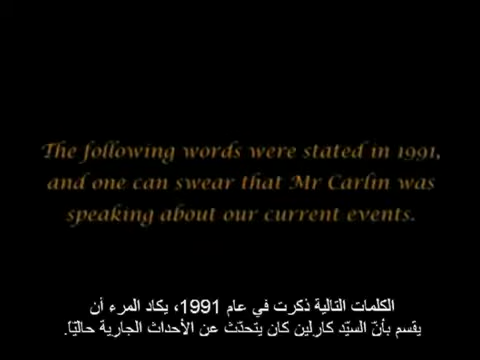 The following words were stated in 1991,
and one can swear that Mr Carlin was
speaking about our current events.
الكلمات التالية ذكرت في عام 1991، يكاد المرء أن
يقسم بأنّ السيّد كارلين كان يتحدّث عن الأحداث الجارية حاليّاً.